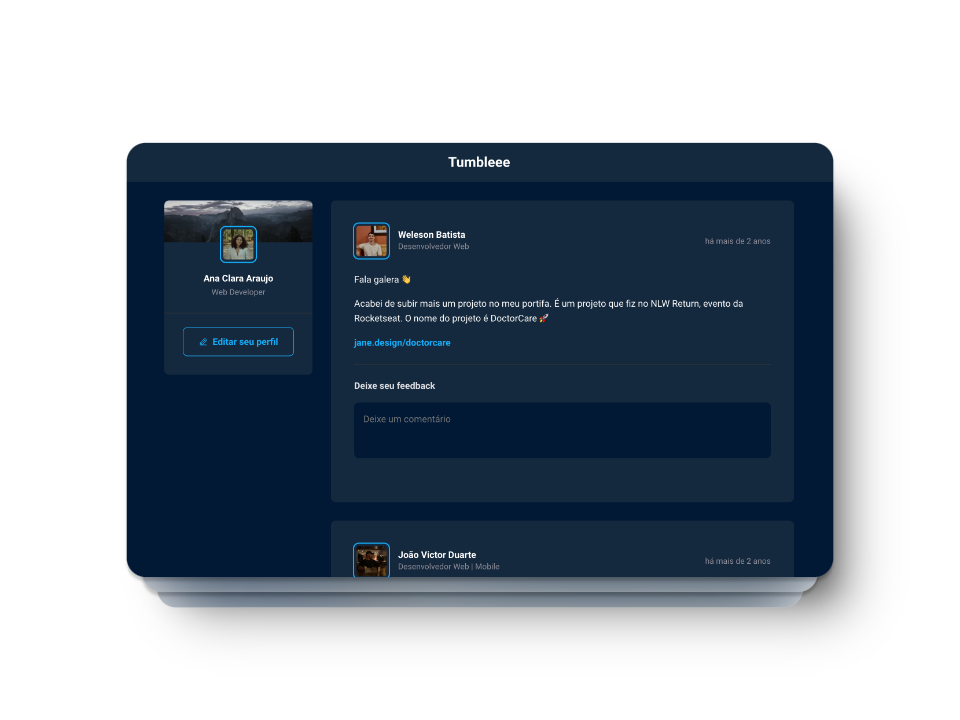 Tumbleee
Ana Clara Araujo
Web Developer
Editar seu perfil
Weleson Batista
Desenvolvedor Web
há mais de 2 anos
Fala galera 👋
Acabei de subir mais um projeto no meu portifa. É um projeto que fiz no NLW Return, evento da
Rocketseat. O nome do projeto é DoctorCare 🚀
jane.design/doctorcare
Deixe seu feedback
Deixe um comentário
João Victor Duarte
Desenvolvedor Web | Mobile
há mais de 2 anos